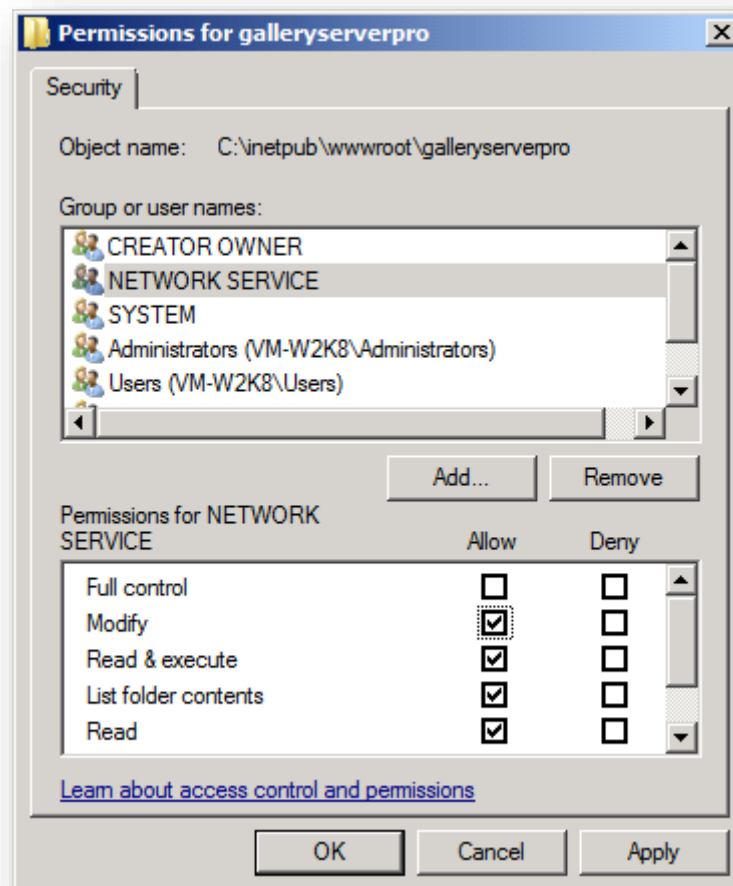 Permissions for galleryserverpro
Security
Object name: C:\inetpub\wwwroot\galleryserverpro
Group or user names:
CREATOR OWNER
NETWORK SERVICE
SYSTEM
Administrators (VM-W2K8\Administrators)
Users (VM-W2K8\Users)
Add... Remove
Permissions for NETWORK
SERVICE Allow Deny
Full control
Modify
Read & execute
List folder contents
Read
Learn about access control and permissions
OK Cancel Apply